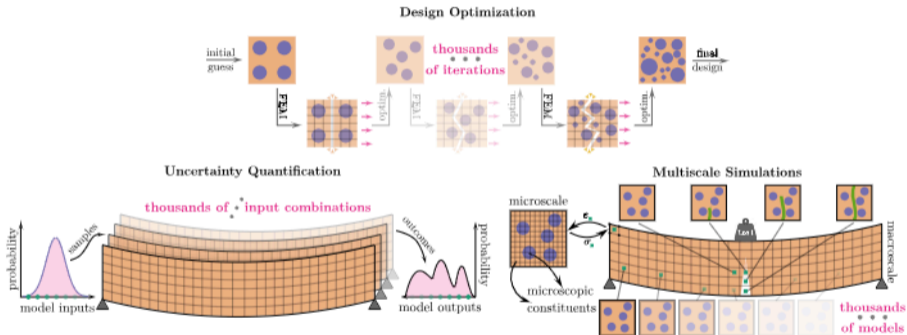 Design Optimization
initial
guess
thousands
of iterations
final
design
FEM
optim.
FEM
optim.
FEM
optim.
Uncertainty Quantification
thousands of input combinations
probability
samples
model inputs
outcomes
probability
model outputs
Multiscale Simulations
microscale
ε
σ
microscopic
constituents
macroscale
thousands
of models